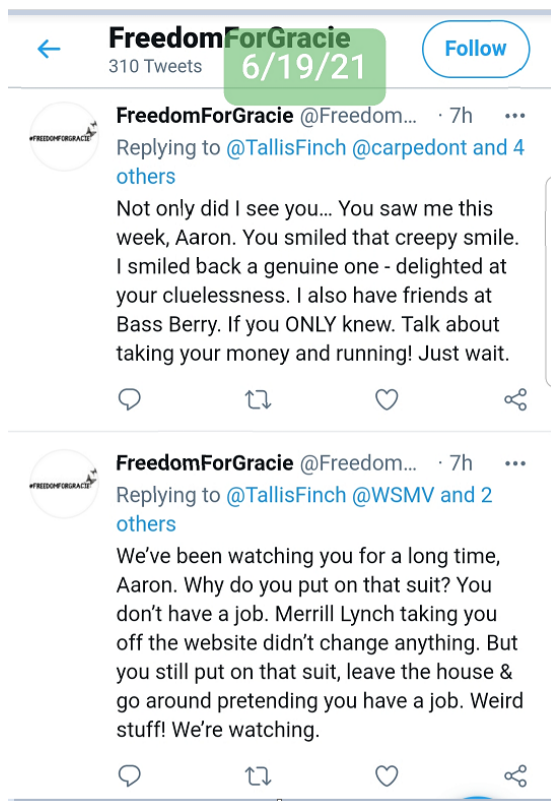 FreedomForGracie
310 Tweets
6/19/21
Follow
#FREEDOMFORGRACIE
FreedomForGracie @Freedom... · 7h
Replying to @TallisFinch @carpedont and 4
others
Not only did I see you... You saw me this
week, Aaron. You smiled that creepy smile.
I smiled back a genuine one - delighted at
your cluelessness. I also have friends at
Bass Berry. If you ONLY knew. Talk about
taking your money and running! Just wait.
#FREEDOMFORGRACIE
FreedomForGracie @Freedom... · 7h
Replying to @TallisFinch @WSMV and 2
others
We’ve been watching you for a long time,
Aaron. Why do you put on that suit? You
don’t have a job. Merrill Lynch taking you
off the website didn’t change anything. But
you still put on that suit, leave the house &
go around pretending you have a job. Weird
stuff! We’re watching.